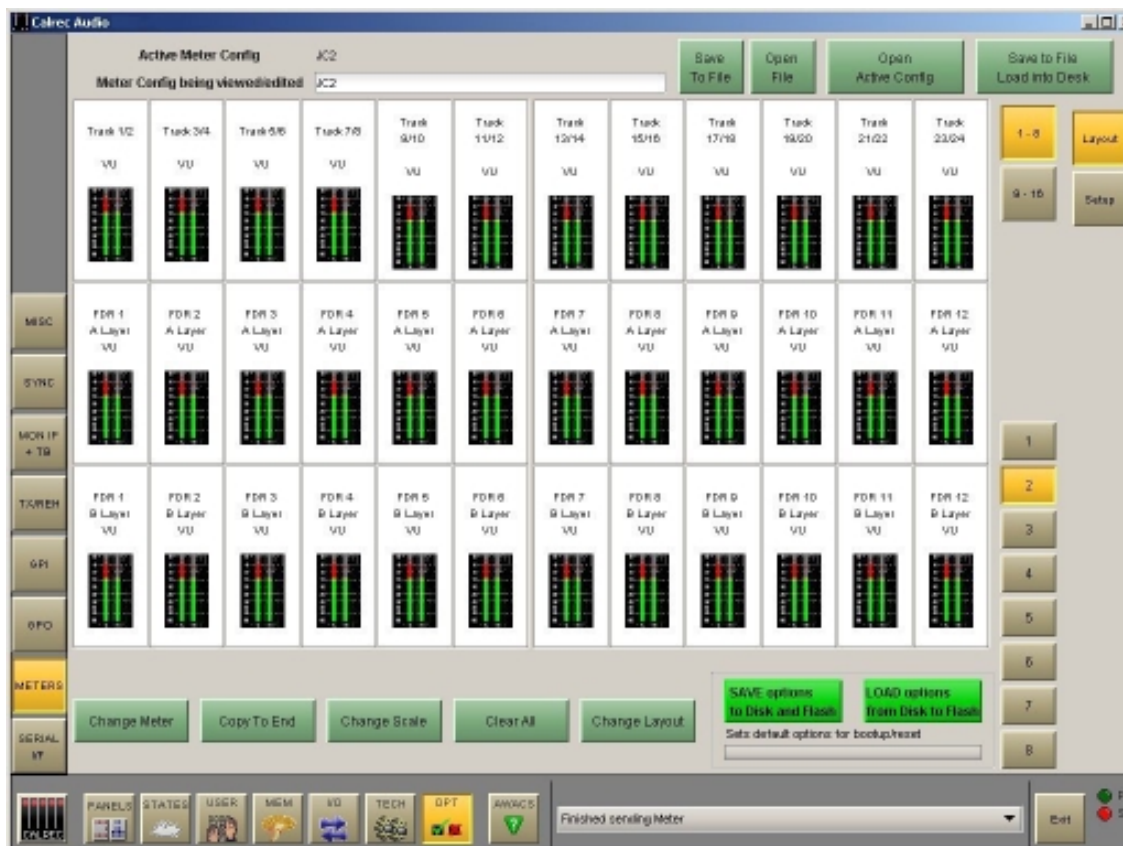 Calrec Audio
Active Meter Config JC2
Meter Config being viewed/edited JC2
Save To File
Open File
Open Active Config
Save to File Load into Desk
Track 1/2 VU
Track 3/4 VU
Track 5/6 VU
Track 7/8 VU
Track 9/10 VU
Track 11/12 VU
Track 13/14 VU
Track 15/16 VU
Track 17/18 VU
Track 19/20 VU
Track 21/22 VU
Track 23/24 VU
1 - 8
9 - 16
Layout
Setup
FDR 1 A Layer VU
FDR 2 A Layer VU
FDR 3 A Layer VU
FDR 4 A Layer VU
FDR 5 A Layer VU
FDR 6 A Layer VU
FDR 7 A Layer VU
FDR 8 A Layer VU
FDR 9 A Layer VU
FDR 10 A Layer VU
FDR 11 A Layer VU
FDR 12 A Layer VU
FDR 1 B Layer VU
FDR 2 B Layer VU
FDR 3 B Layer VU
FDR 4 B Layer VU
FDR 5 B Layer VU
FDR 6 B Layer VU
FDR 7 B Layer VU
FDR 8 B Layer VU
FDR 9 B Layer VU
FDR 10 B Layer VU
FDR 11 B Layer VU
FDR 12 B Layer VU
MISC
SYNC
MON IP + TB
TX/REH
GPI
GPO
METERS
SERIAL I/F
1
2
3
4
5
6
7
8
Change Meter
Copy To End
Change Scale
Clear All
Change Layout
SAVE options to Disk and Flash
LOAD options from Disk to Flash
Sets default options for bootup/reset
CALREC
PANELS
STATES
USER
MEM
I/O
TECH
OPT
AWACS
Finished sending Meter
Exit